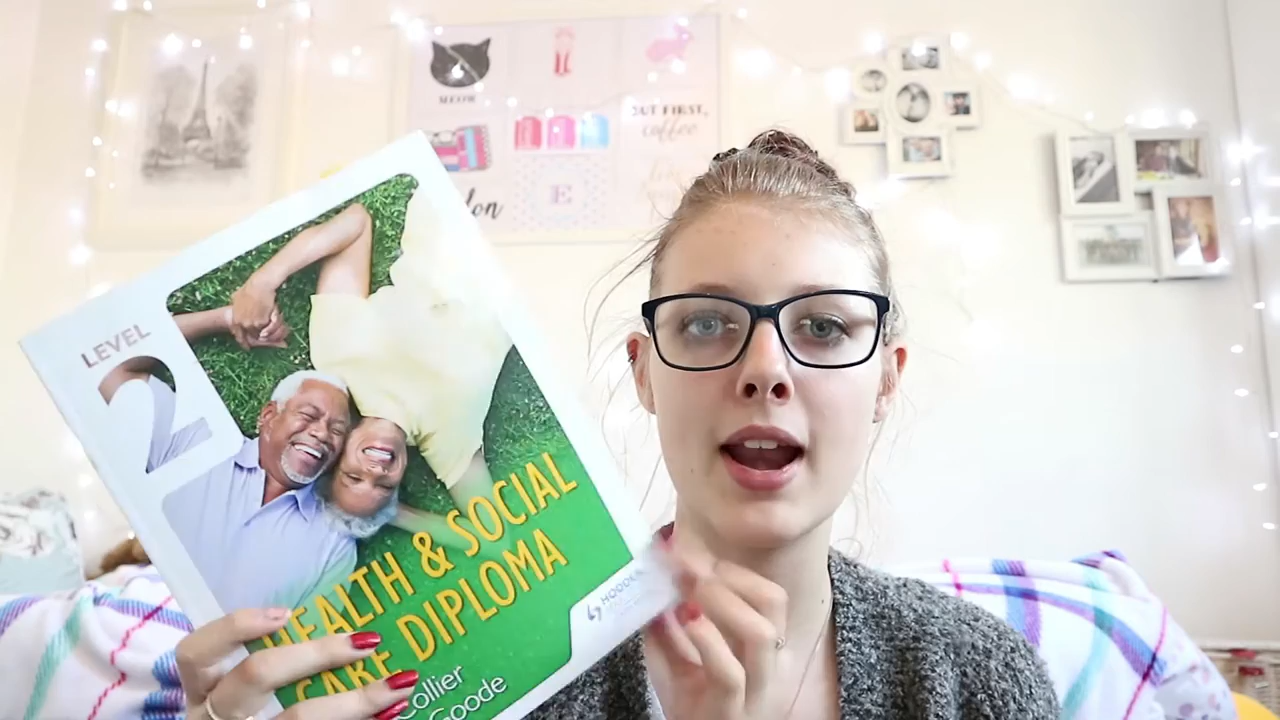 MEOW
BUT FIRST,
coffee
E
LEVEL
2
HEALTH & SOCIAL
CARE DIPLOMA
Collier
Goode